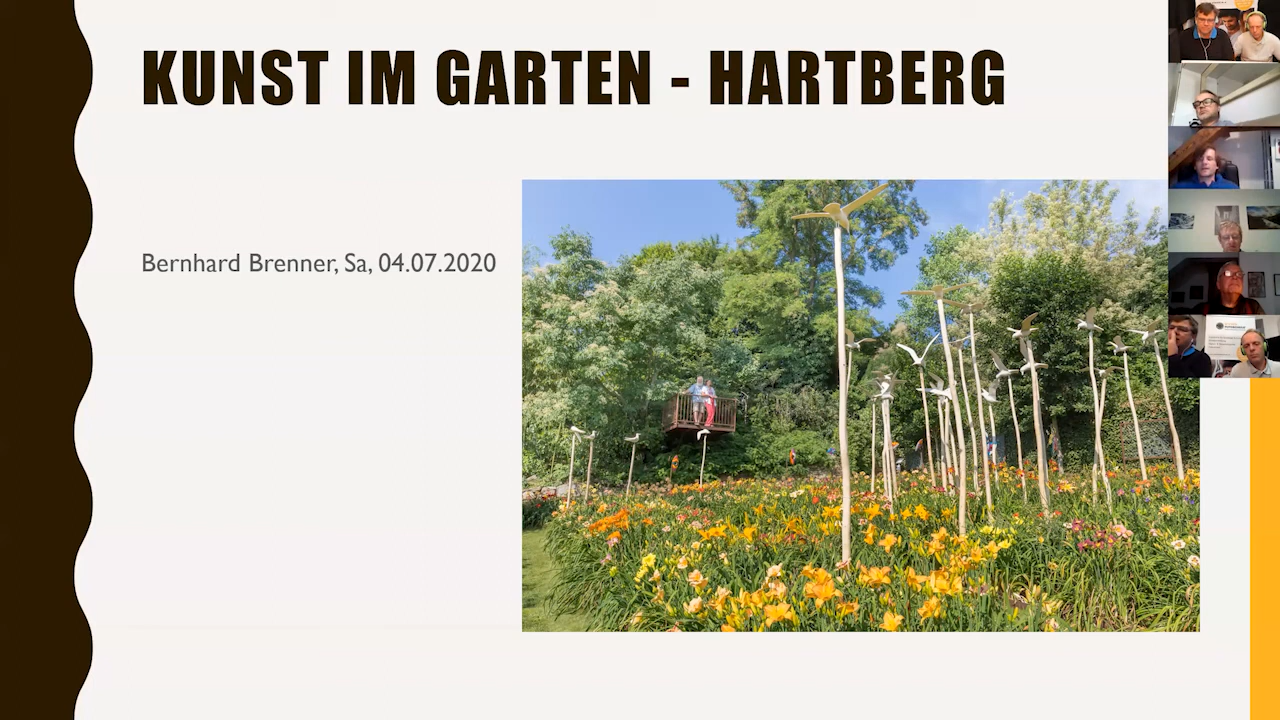 KUNST IM GARTEN - HARTBERG
Bernhard Brenner, Sa, 04.07.2020